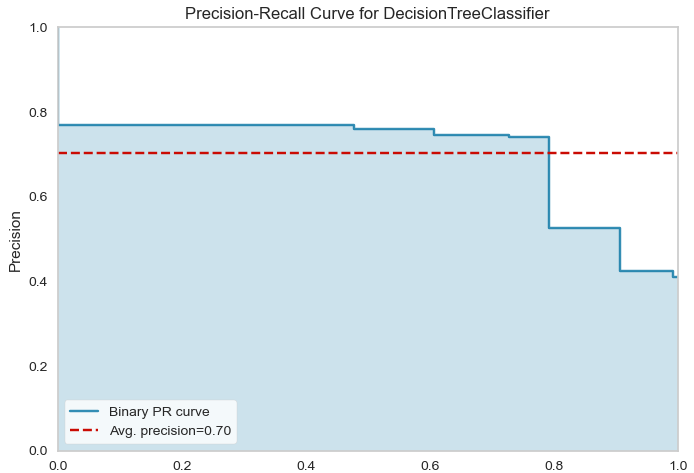 Precision-Recall Curve for DecisionTreeClassifier
1.0
0.8
0.6
0.4
0.2
0.0
Precision
Binary PR curve
Avg. precision=0.70
0.0 0.2 0.4 0.6 0.8 1.0